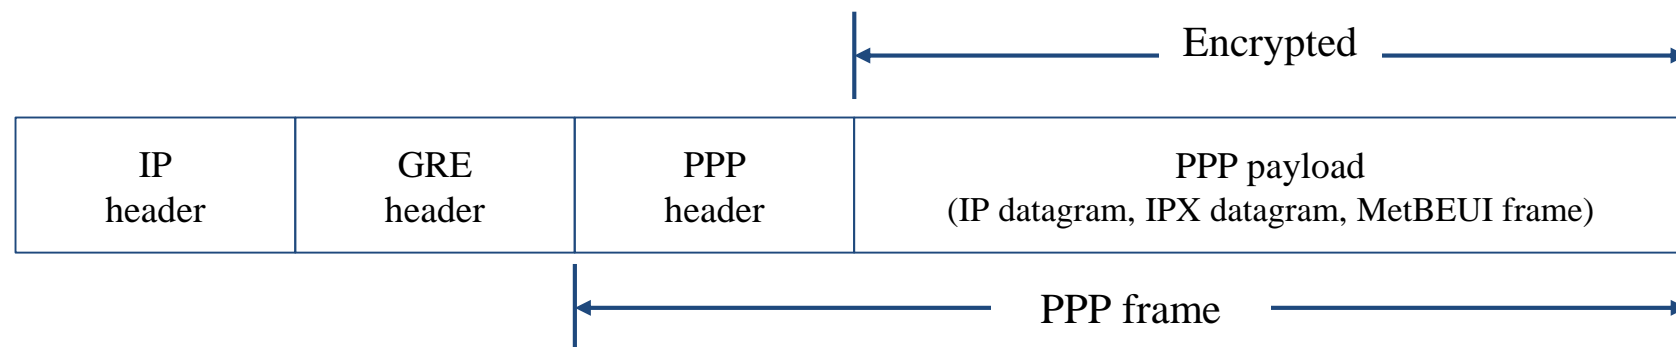 Encrypted
IP
header
GRE
header
PPP
header
PPP payload
(IP datagram, IPX datagram, MetBEUI frame)
PPP frame